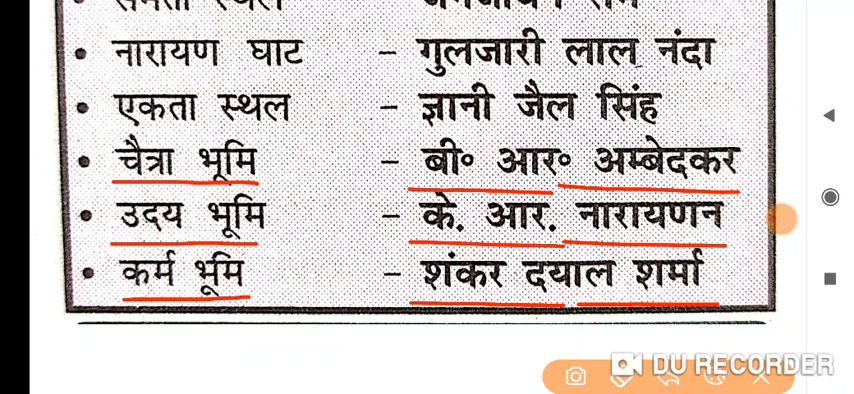 • नारायण घाट – गुलजारी लाल नंदा
• एकता स्थल – ज्ञानी जैल सिंह
• चैत्रा भूमि – बी॰ आर॰ अम्बेदकर
• उदय भूमि – के. आर. नारायणन
• कर्म भूमि – शंकर दयाल शर्मा
DU RECORDER